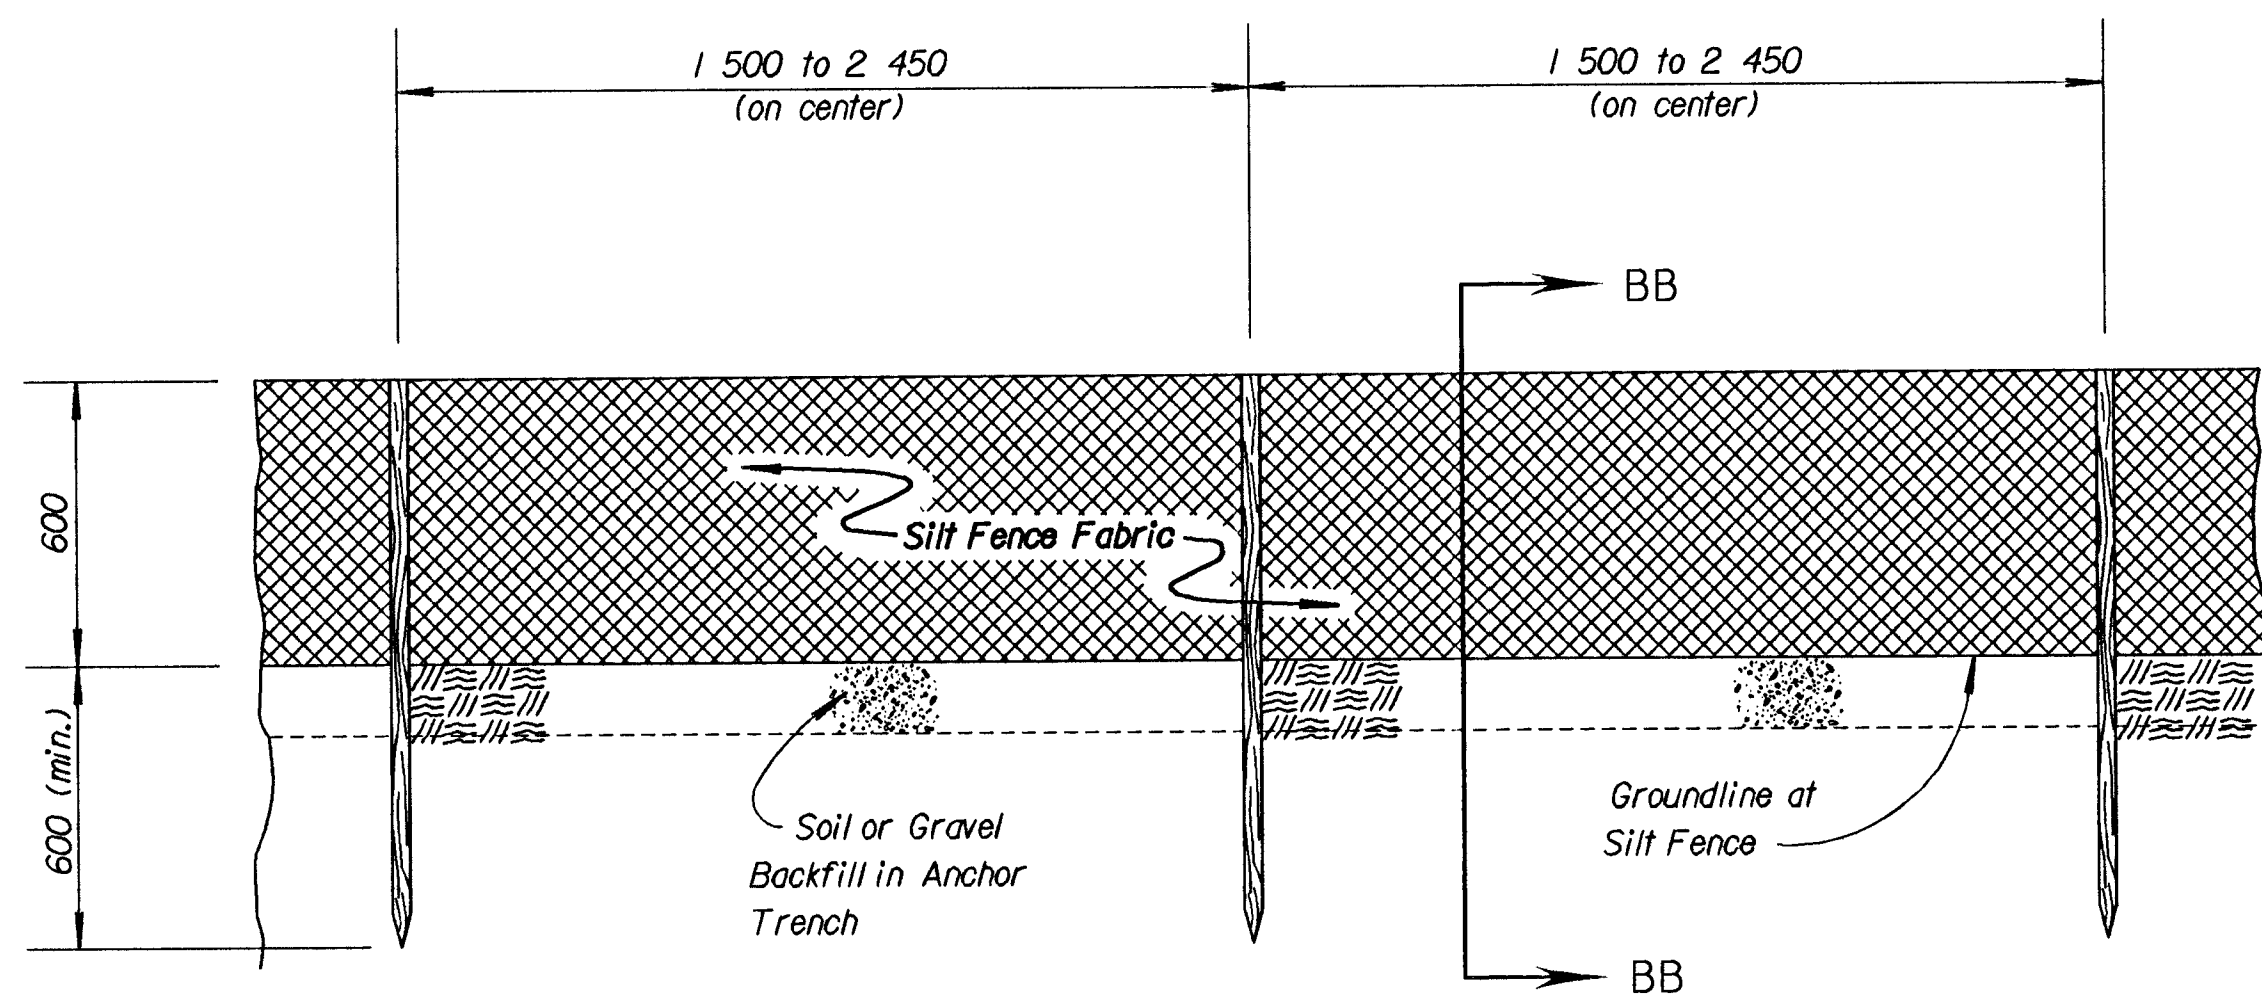 1 500 to 2 450
(on center)
1 500 to 2 450
(on center)
BB
600
Silt Fence Fabric
600 (min.)
Soil or Gravel
Backfill in Anchor
Trench
Groundline at
Silt Fence
BB